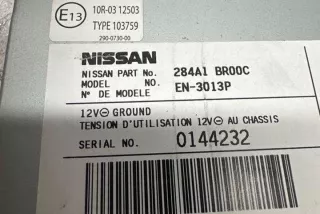 E13
10R-03 12503
TYPE 103759
290-0730-00
NISSAN
NISSAN PART No. 284A1 BR00C
MODEL NO. EN-3013P
N° DE MODELE
12V⊖ GROUND
TENSION D'UTILISATION 12V⊖ AU CHASSIS
SERIAL NO. 0144232